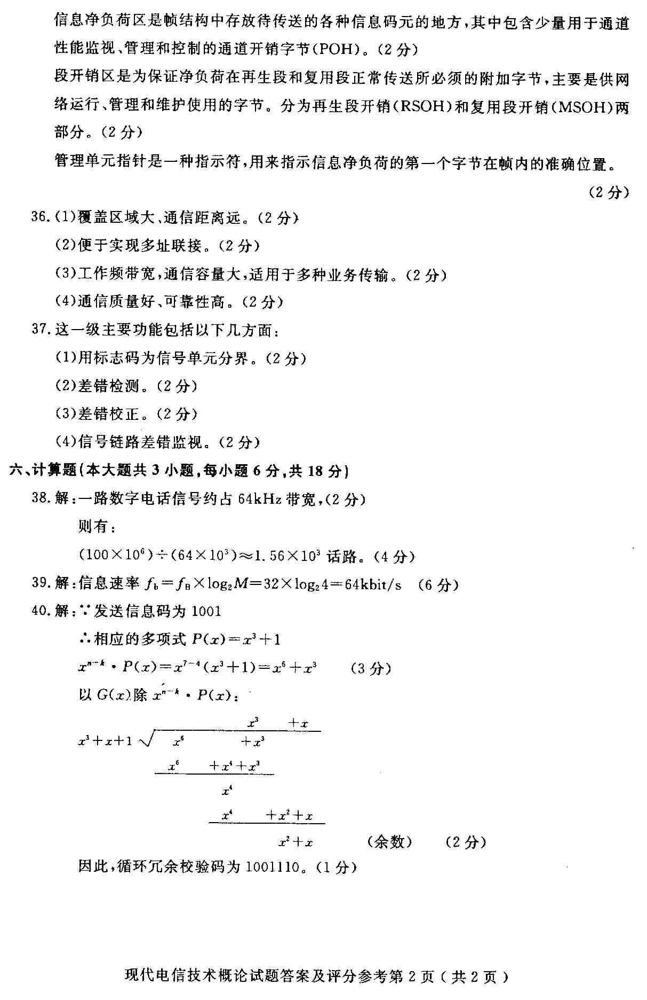 信息净负荷区是帧结构中存放待传送的各种信息码元的地方,其中包含少量用于通道
性能监视、管理和控制的通道开销字节(POH)。(2分)
段开销区是为保证净负荷在再生段和复用段正常传送所必须的附加字节,主要是供网
络运行、管理和维护使用的字节。分为再生段开销(RSOH)和复用段开销(MSOH)两
部分。(2分)
管理单元指针是一种指示符,用来指示信息净负荷的第一个字节在帧内的准确位置。
(2分)
36.(1)覆盖区域大、通信距离远。(2分)
(2)便于实现多址联接。(2分)
(3)工作频带宽,通信容量大,适用于多种业务传输。(2分)
(4)通信质量好、可靠性高。(2分)
37.这一级主要功能包括以下几方面:
(1)用标志码为信号单元分界。(2分)
(2)差错检测。(2分)
(3)差错校正。(2分)
(4)信号链路差错监视。(2分)
六、计算题(本大题共3小题,每小题6分,共18分)
38.解:一路数字电话信号约占64kHz带宽,(2分)
则有:
(100×10⁶)÷(64×10³)≈1.56×10³话路。(4分)
39.解:信息速率 f_b=f_B×log₂M=32×log₂4=64kbit/s (6分)
40.解:∵发送信息码为1001
∴相应的多项式 P(x)=x³+1
xⁿ⁻ᵏ·P(x)=x⁷⁻⁴(x³+1)=x⁶+x³ (3分)
以G(x)除xⁿ⁻ᵏ·P(x):
x³ +x
x³+x+1 √ x⁶ +x³
x⁶ +x⁴+x³
x⁴
x⁴ +x²+x
x²+x (余数) (2分)
因此,循环冗余校验码为1001110。(1分)
现代电信技术概论试题答案及评分参考第2页(共2页)